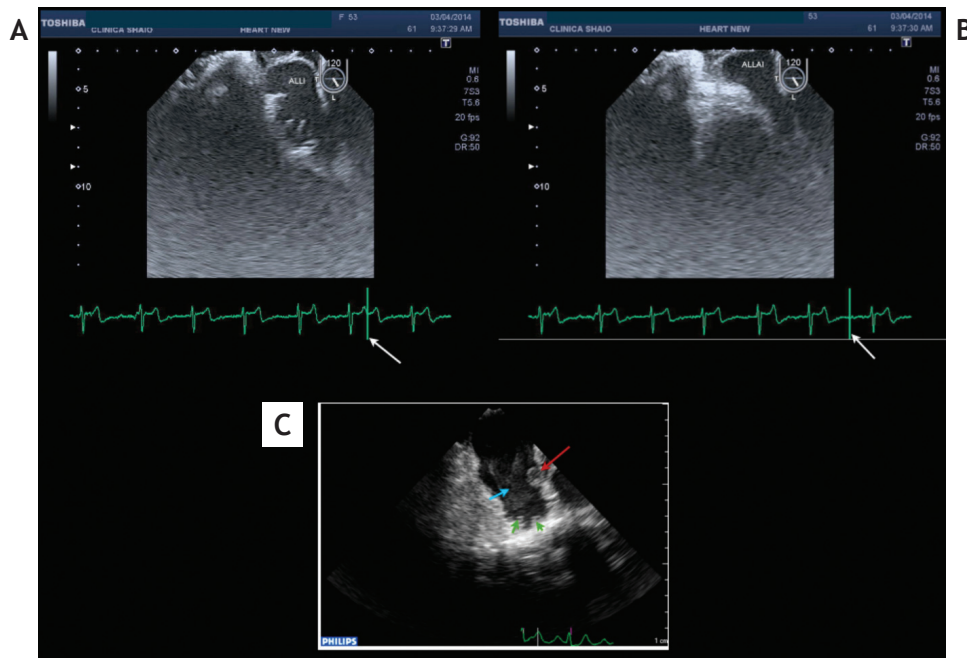 A
TOSHIBA
F 53
03/04/2014
CLINICA SHAIO
HEART NEW
61
9:37:29 AM
T
120
ALLI
T
L
MI
0.6
7S3
T5.6
20 fps
G:92
DR:50
5
10
B
TOSHIBA
53
03/04/2014
CLINICA SHAIO
HEART NEW
61
9:37:30 AM
T
120
ALLAI
T
L
MI
0.6
7S3
T5.6
20 fps
G:92
DR:50
5
10
C
PHILIPS
1 cm